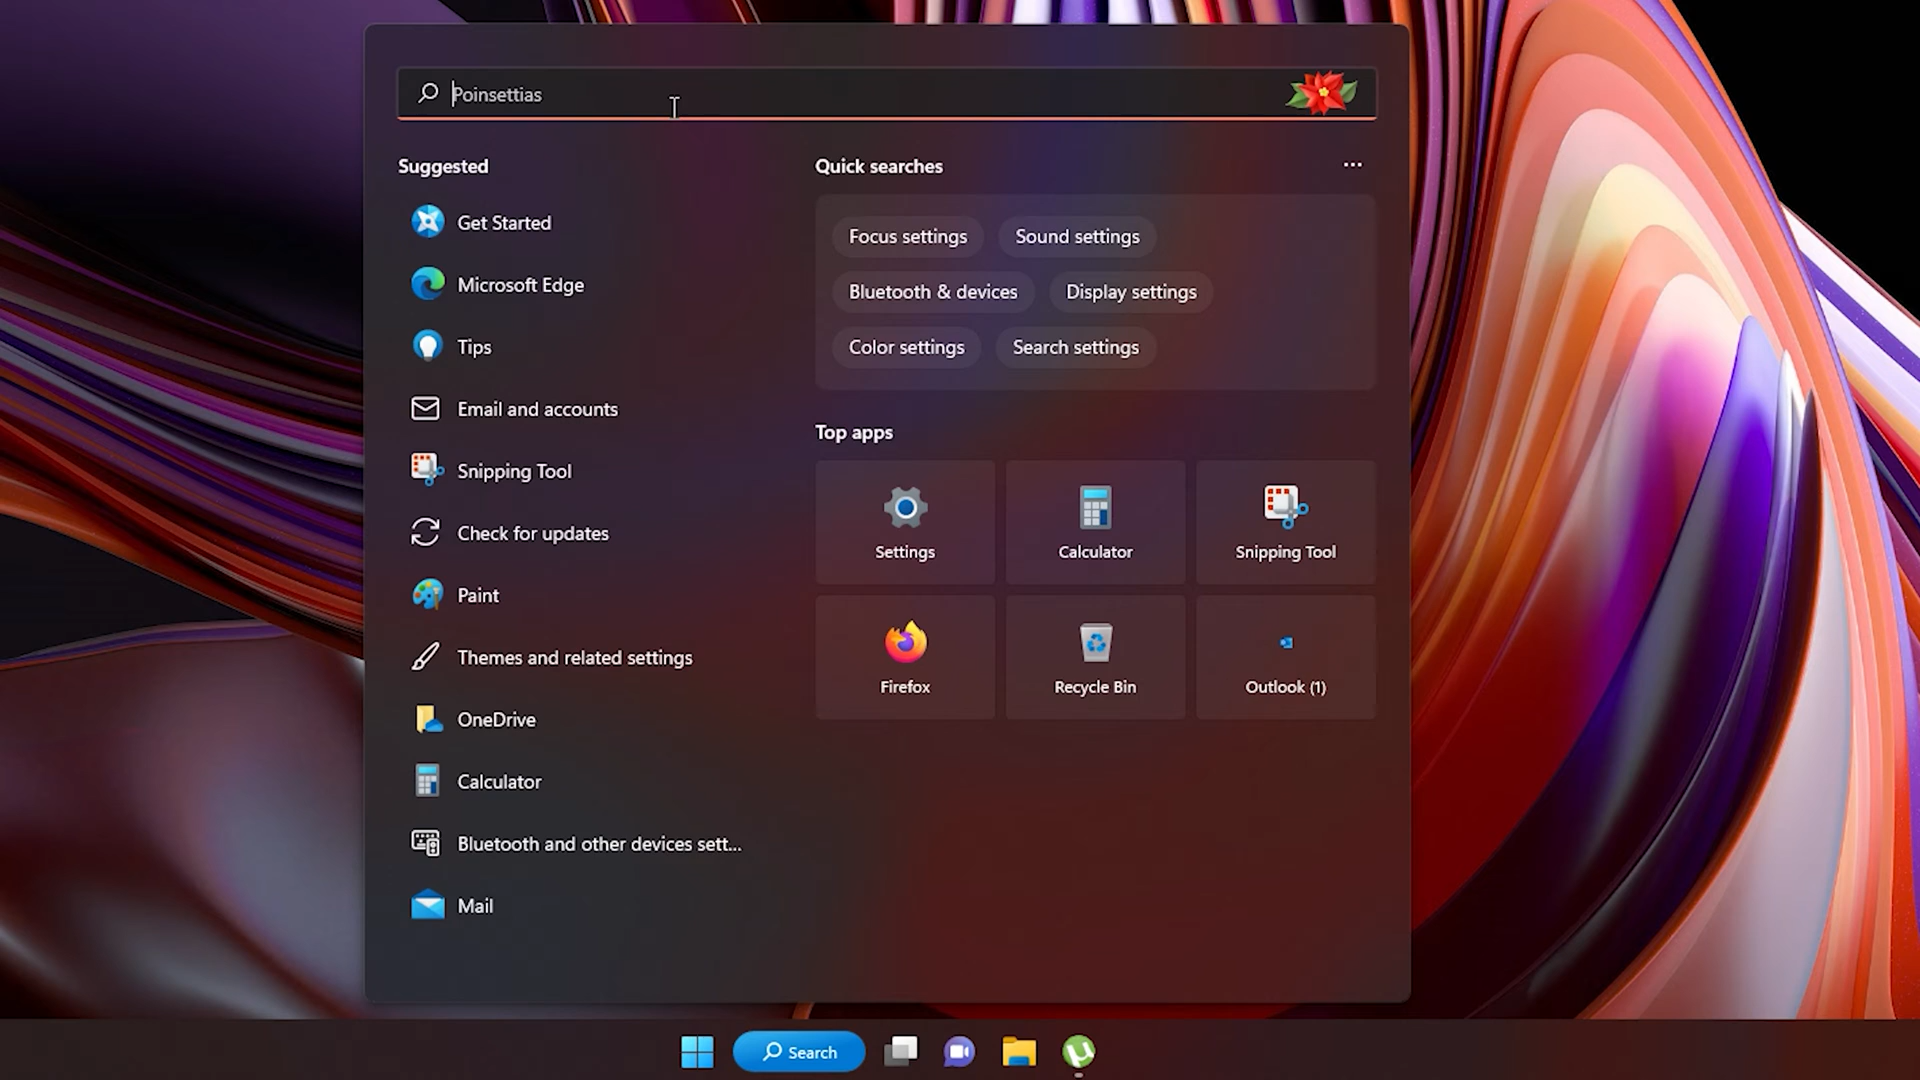 Poinsettias
Suggested
Get Started
Microsoft Edge
Tips
Email and accounts
Snipping Tool
Check for updates
Paint
Themes and related settings
OneDrive
Calculator
Bluetooth and other devices sett...
Mail
Quick searches
Focus settings
Sound settings
Bluetooth & devices
Display settings
Color settings
Search settings
Top apps
Settings
Calculator
Snipping Tool
Firefox
Recycle Bin
Outlook (1)
Search